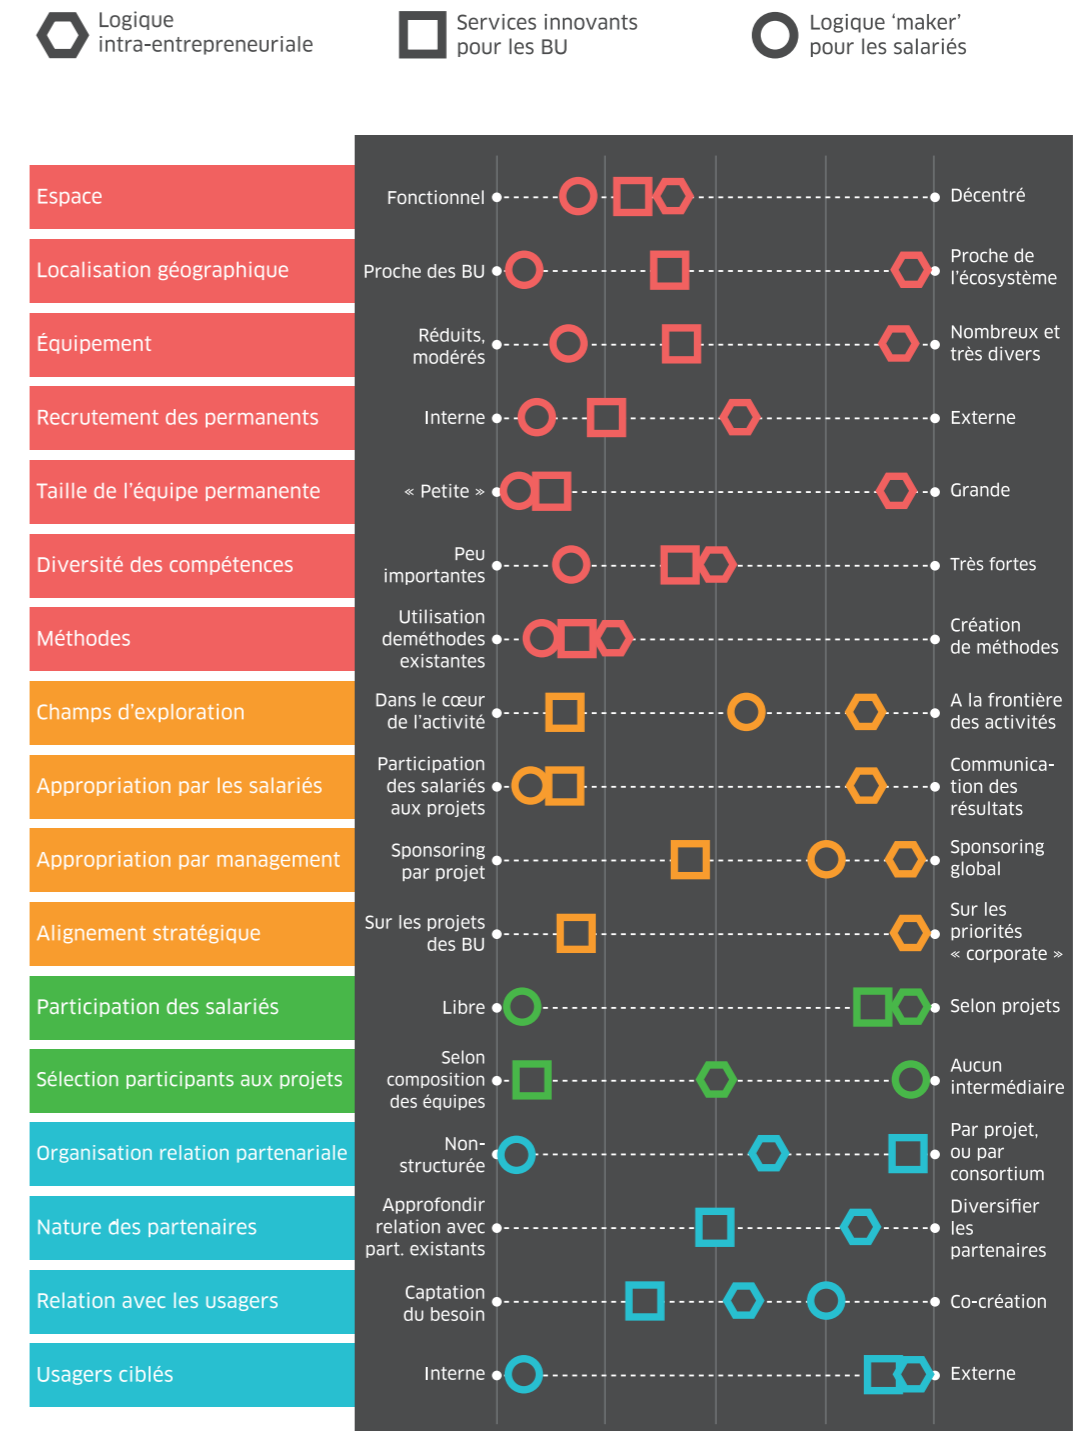 Logique
intra-entrepreneuriale
Services innovants
pour les BU
Logique ‘maker’
pour les salariés
Espace
Fonctionnel
Décentré
Localisation géographique
Proche des BU
Proche de
l’écosystème
Équipement
Réduits,
modérés
Nombreux et
très divers
Recrutement des permanents
Interne
Externe
Taille de l’équipe permanente
« Petite »
Grande
Diversité des compétences
Peu
importantes
Très fortes
Méthodes
Utilisation
deméthodes
existantes
Création
de méthodes
Champs d’exploration
Dans le cœur
de l’activité
A la frontière
des activités
Appropriation par les salariés
Participation
des salariés
aux projets
Communica-
tion des
résultats
Appropriation par management
Sponsoring
par projet
Sponsoring
global
Alignement stratégique
Sur les projets
des BU
Sur les
priorités
« corporate »
Participation des salariés
Libre
Selon projets
Sélection participants aux projets
Selon
composition
des équipes
Aucun
intermédiaire
Organisation relation partenariale
Non-
structurée
Par projet,
ou par
consortium
Nature des partenaires
Approfondir
relation avec
part. existants
Diversifier
les
partenaires
Relation avec les usagers
Captation
du besoin
Co-création
Usagers ciblés
Interne
Externe